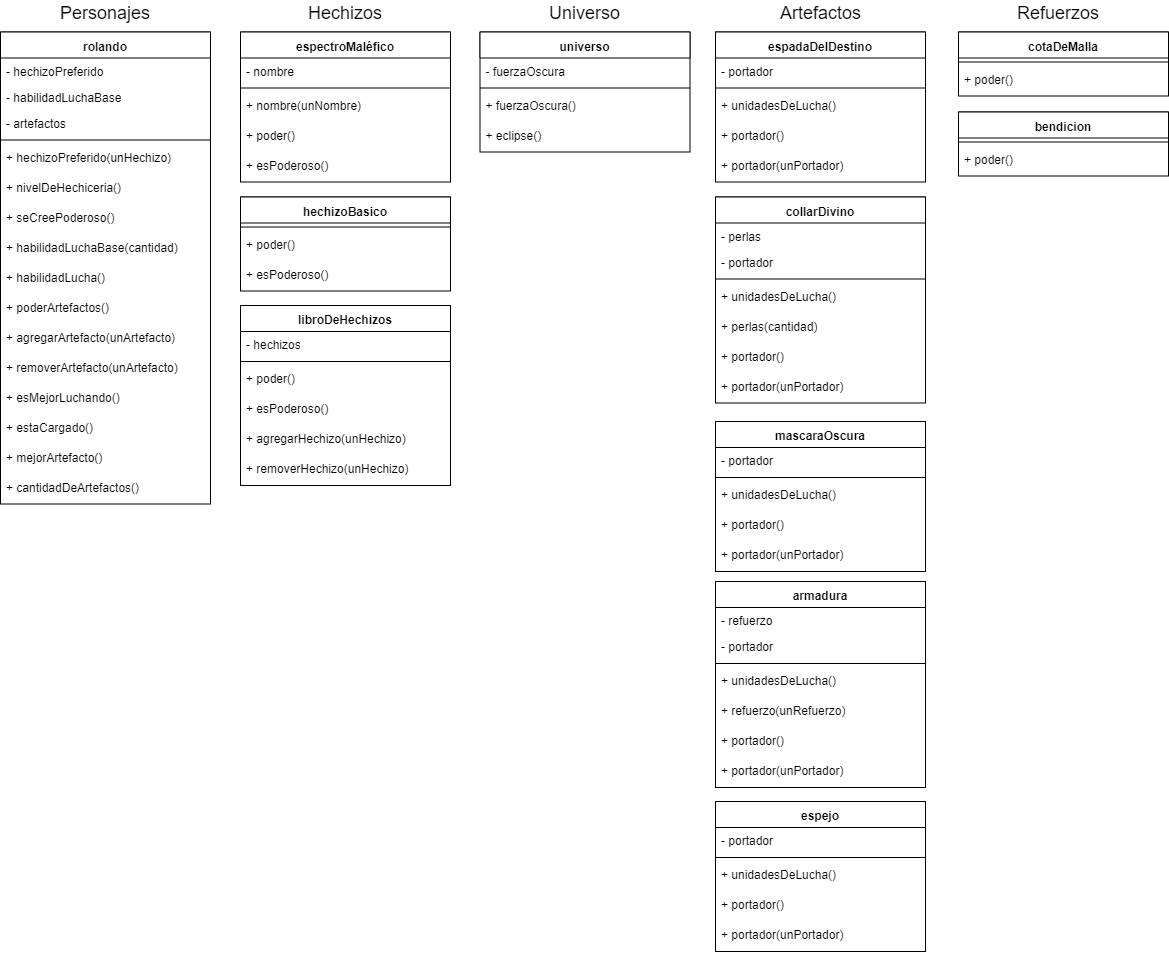 Personajes
rolando
- hechizoPreferido
- habilidadLuchaBase
- artefactos
+ hechizoPreferido(unHechizo)
+ nivelDeHechiceria()
+ seCreePoderoso()
+ habilidadLuchaBase(cantidad)
+ habilidadLucha()
+ poderArtefactos()
+ agregarArtefacto(unArtefacto)
+ removerArtefacto(unArtefacto)
+ esMejorLuchando()
+ estaCargado()
+ mejorArtefacto()
+ cantidadDeArtefactos()
Hechizos
espectroMaléfico
- nombre
+ nombre(unNombre)
+ poder()
+ esPoderoso()
hechizoBasico
+ poder()
+ esPoderoso()
libroDeHechizos
- hechizos
+ poder()
+ esPoderoso()
+ agregarHechizo(unHechizo)
+ removerHechizo(unHechizo)
Universo
universo
- fuerzaOscura
+ fuerzaOscura()
+ eclipse()
Artefactos
espadaDelDestino
- portador
+ unidadesDeLucha()
+ portador()
+ portador(unPortador)
collarDivino
- perlas
- portador
+ unidadesDeLucha()
+ perlas(cantidad)
+ portador()
+ portador(unPortador)
mascaraOscura
- portador
+ unidadesDeLucha()
+ portador()
+ portador(unPortador)
armadura
- refuerzo
- portador
+ unidadesDeLucha()
+ refuerzo(unRefuerzo)
+ portador()
+ portador(unPortador)
espejo
- portador
+ unidadesDeLucha()
+ portador()
+ portador(unPortador)
Refuerzos
cotaDeMalla
+ poder()
bendicion
+ poder()